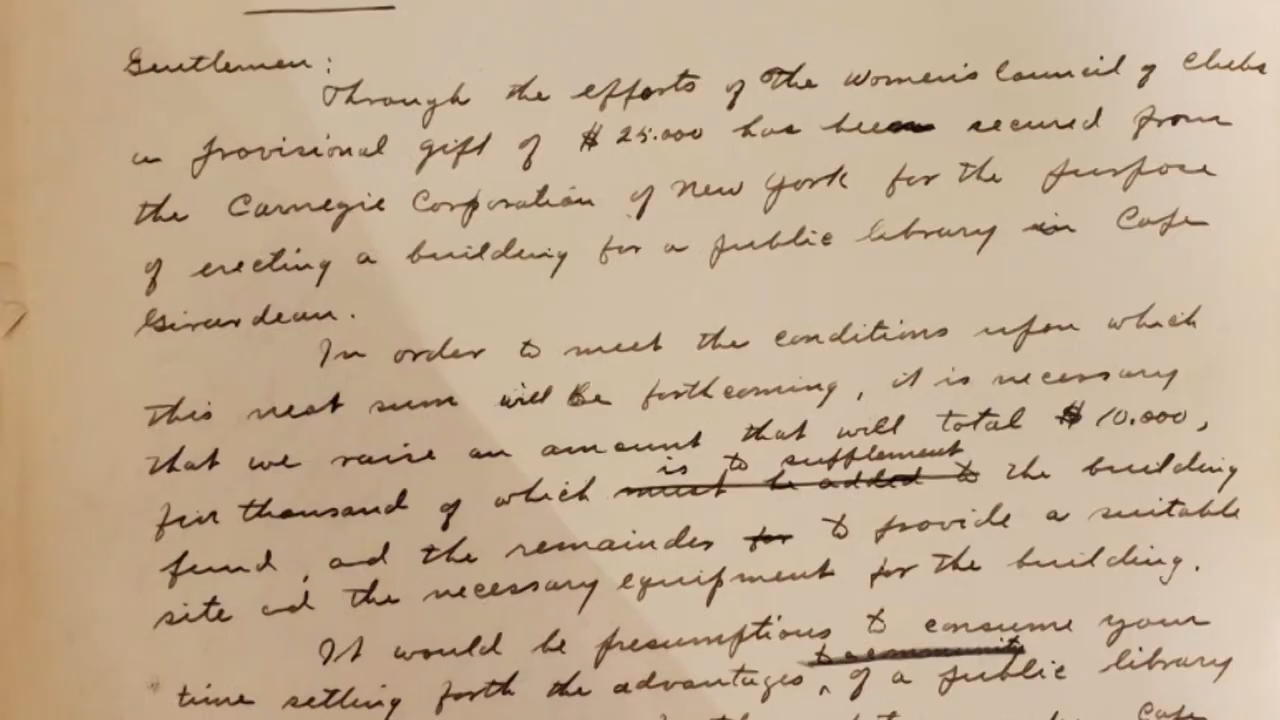 Gentlemen:
Through the efforts of The Women's Council of Clubs
a provisional gift of $25.000 has been secured from
the Carnegie Corporation of New York for the purpose
of erecting a building for a public library in Cape
Girardeau.
In order to meet the conditions upon which
this neat sum will be forthcoming, it is necessary
that we raise an amount that will total $10.000,
is to supplement
five thousand of which must be added to the building
fund, and the remainder for to provide a suitable
site and the necessary equipment for the building.
It would be presumptious to consume your
to community
time setting forth the advantages, of a public library
Cape